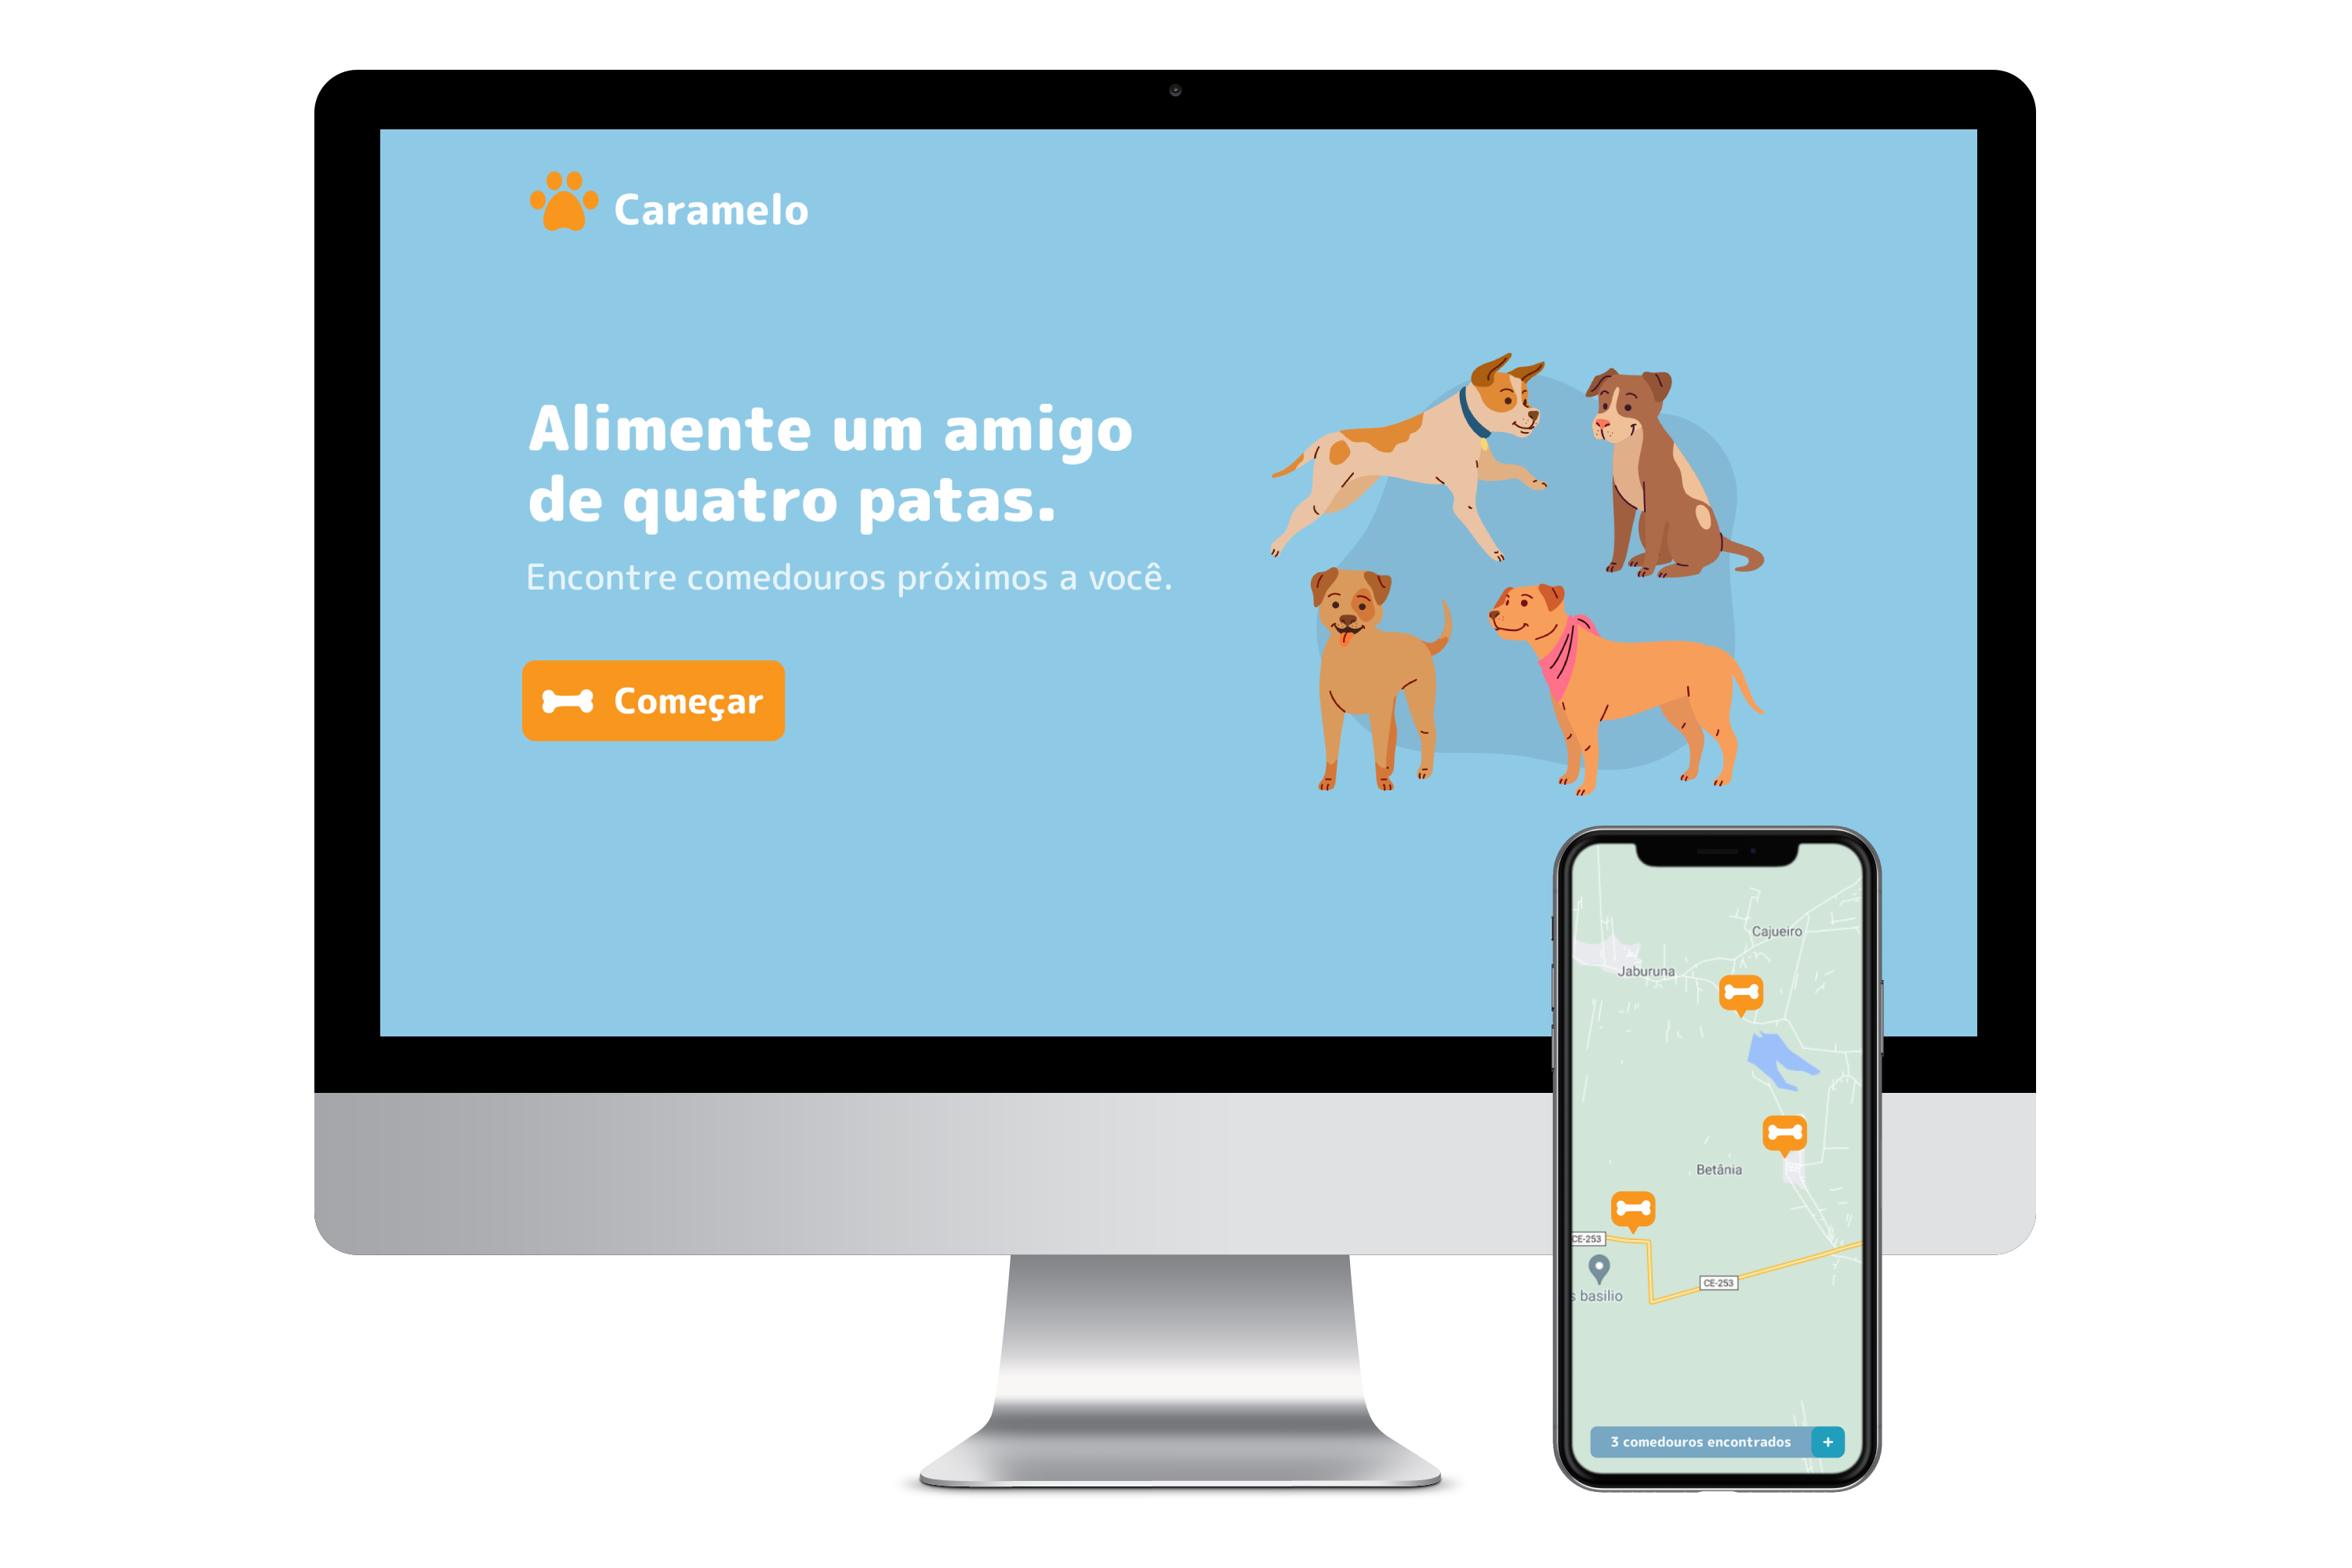 Caramelo
Alimente um amigo
de quatro patas.
Encontre comedouros próximos a você.
Começar
Cajueiro
Jaburuna
Betânia
CE-253
CE-253
s basilio
3 comedouros encontrados +